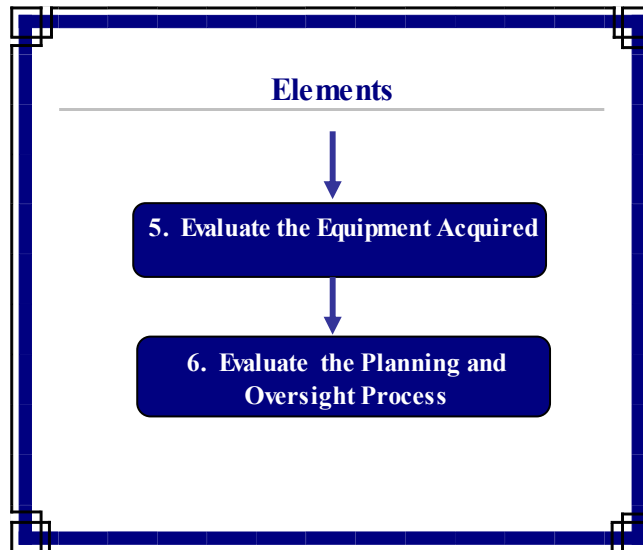 Elements
5. Evaluate the Equipment Acquired
6. Evaluate the Planning and
Oversight Process